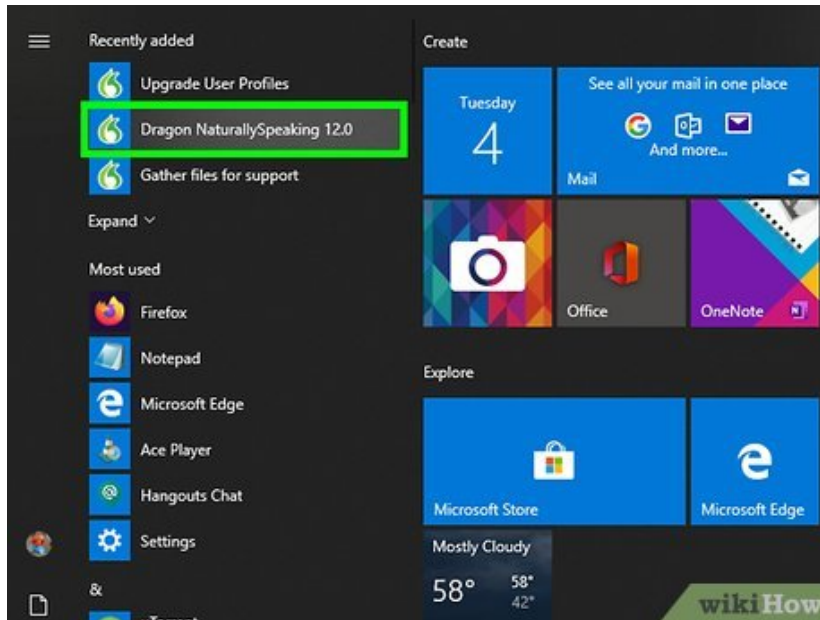 Recently added
Upgrade User Profiles
Dragon NaturallySpeaking 12.0
Gather files for support
Expand
Most used
Firefox
Notepad
Microsoft Edge
Ace Player
Hangouts Chat
Settings
&
Create
Tuesday
4
See all your mail in one place
And more...
Mail
Office
OneNote
N
Explore
Microsoft Store
Microsoft Edge
Mostly Cloudy
58° 58°
42°
wikiHow